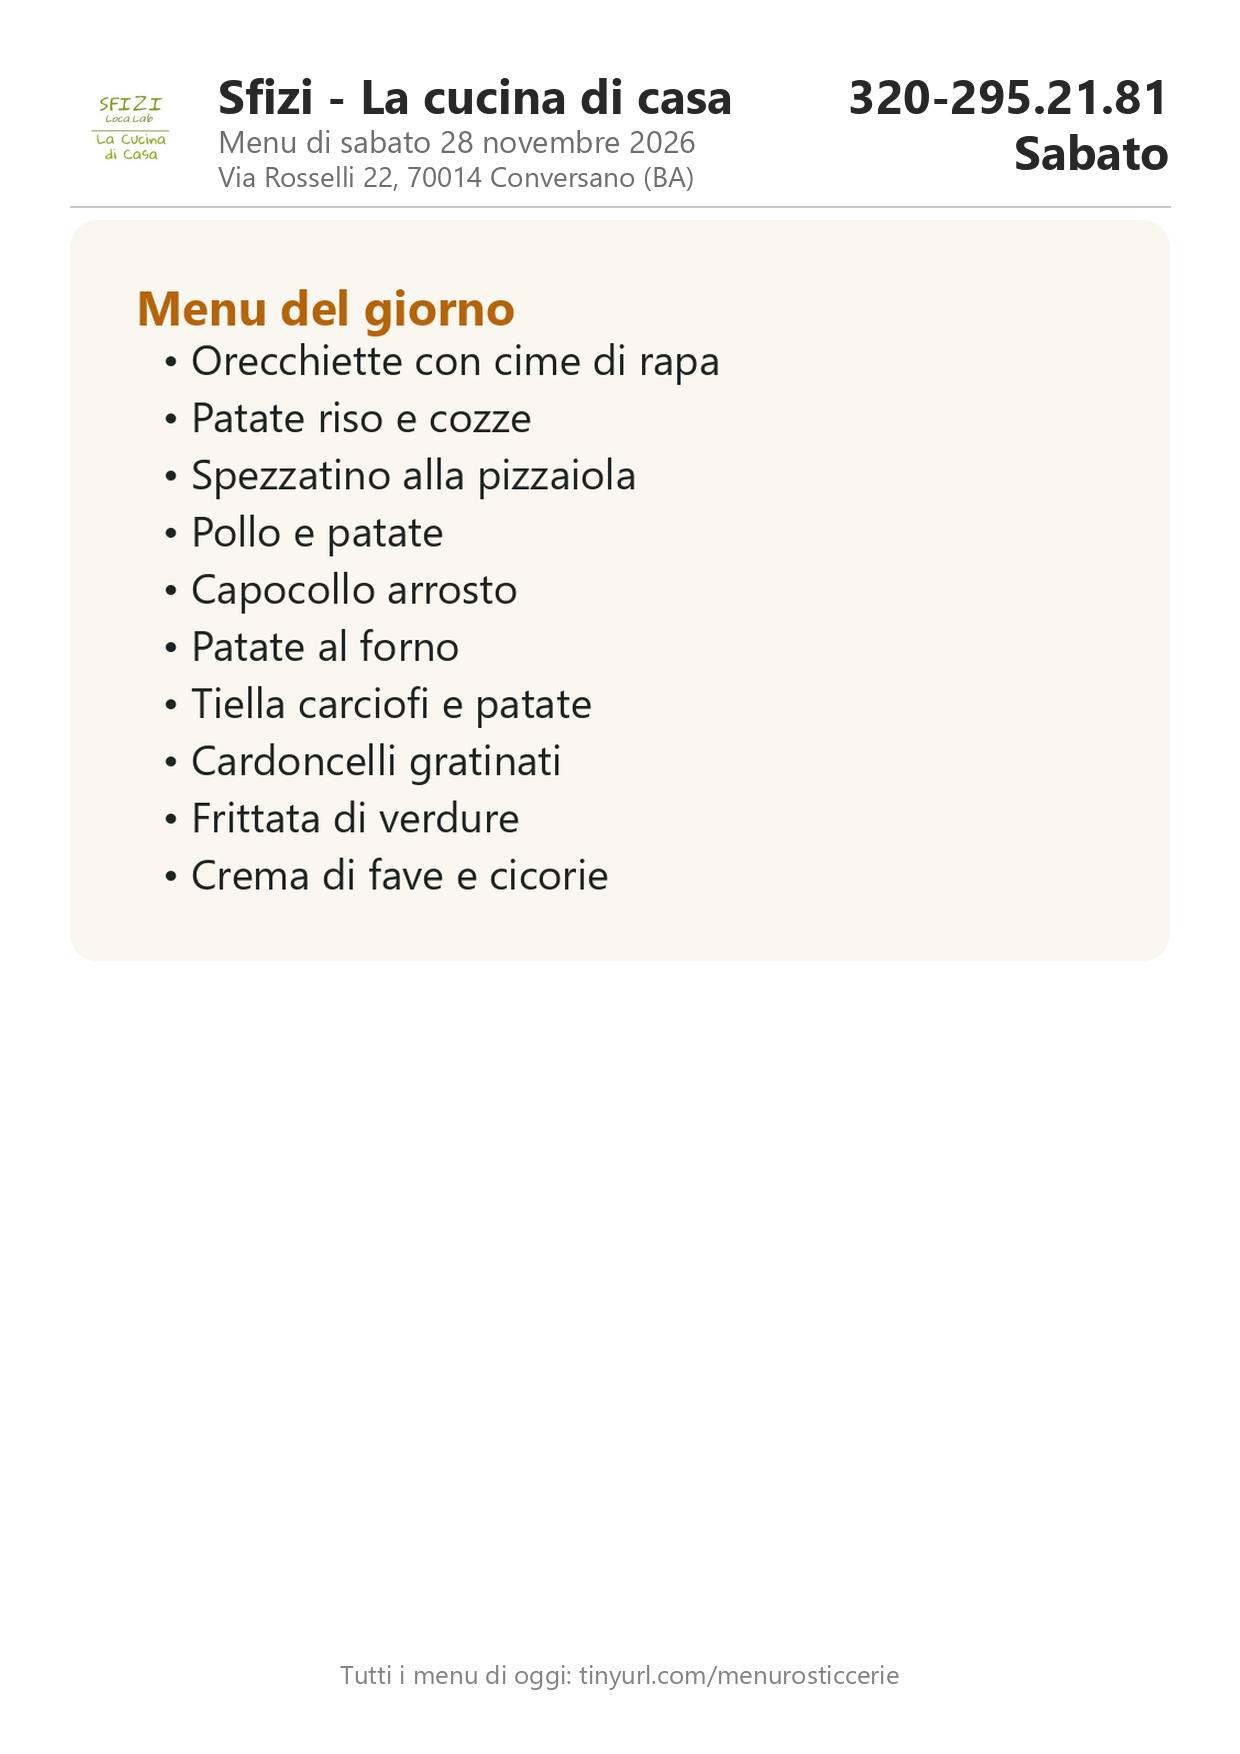 SFIZI
Loca.Lab
La Cucina
di Casa
Sfizi - La cucina di casa
Menu di sabato 28 novembre 2026
Via Rosselli 22, 70014 Conversano (BA)
320-295.21.81
Sabato
Menu del giorno
• Orecchiette con cime di rapa
• Patate riso e cozze
• Spezzatino alla pizzaiola
• Pollo e patate
• Capocollo arrosto
• Patate al forno
• Tiella carciofi e patate
• Cardoncelli gratinati
• Frittata di verdure
• Crema di fave e cicorie
Tutti i menu di oggi: tinyurl.com/menurosticcerie